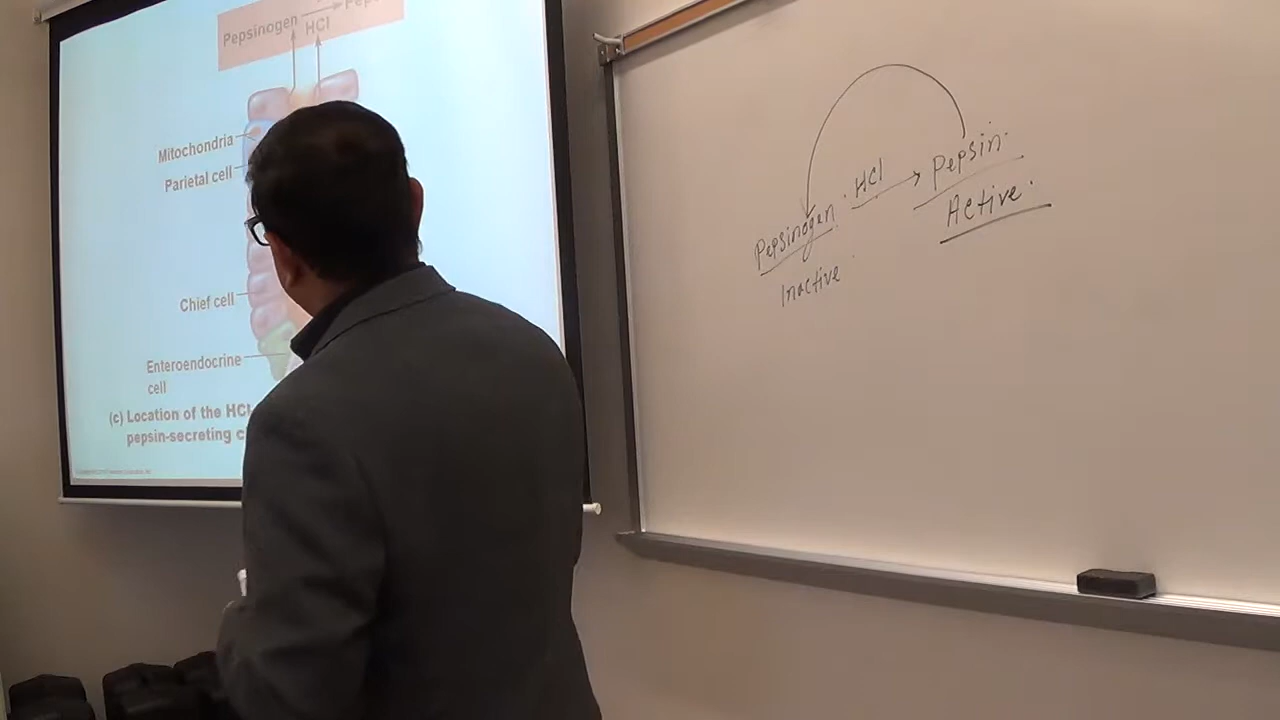 Pepsinogen
HCl
Mitochondria
Parietal cell
Chief cell
Enteroendocrine
cell
(c) Location of the HCl
pepsin-secreting
Pepsinogen
HCl
Pepsin
Inactive
Active